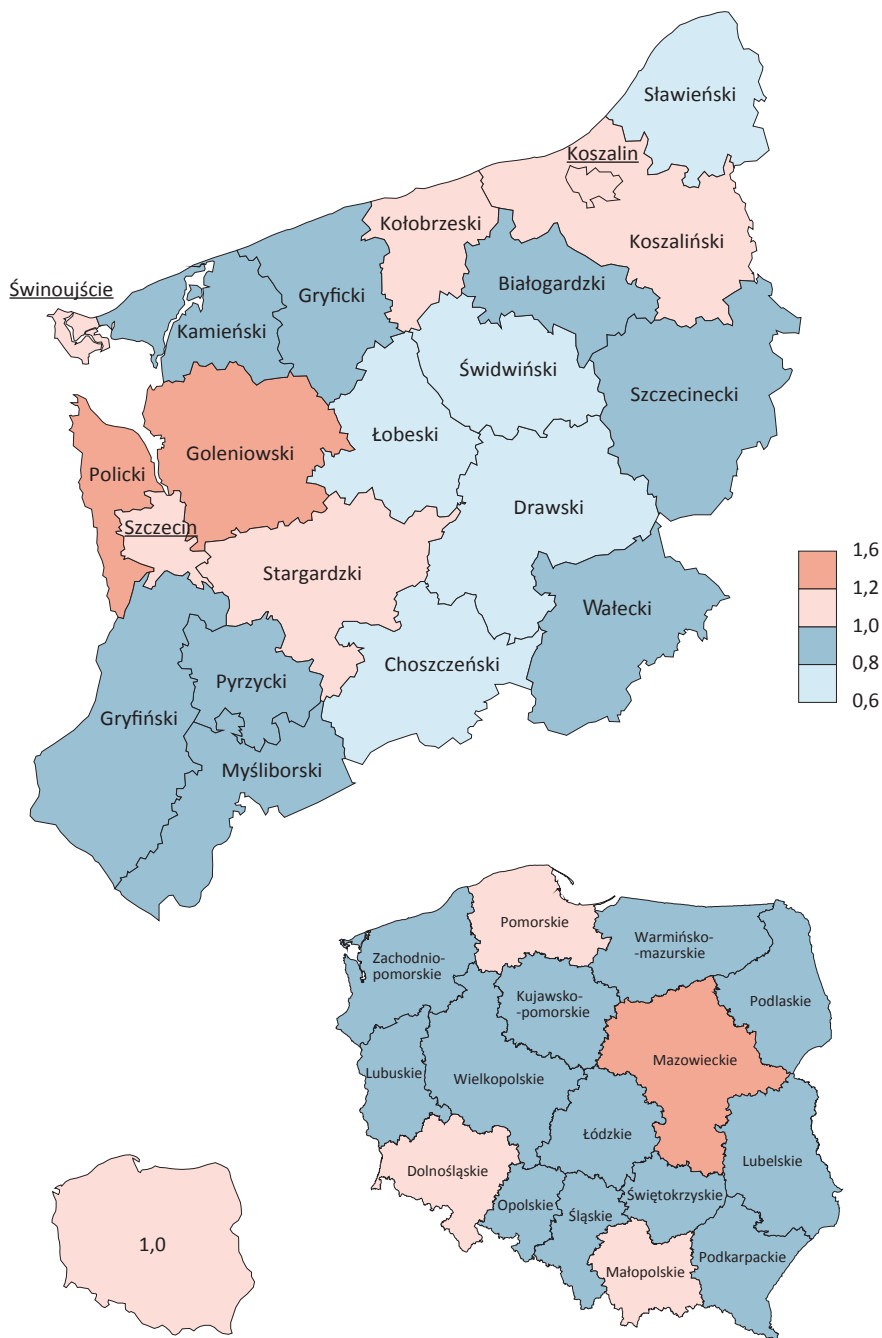 Sławieński
Koszalin
Kołobrzeski
Koszaliński
Świnoujście
Gryficki
Białogardzki
Kamieński
Świdwiński
Szczecinecki
Łobeski
Goleniowski
Policki
Drawski
Szczecin
Stargardzki
Wałecki
Choszczeński
Pyrzycki
Gryfiński
Myśliborski
1,6
1,2
1,0
0,8
0,6
Pomorskie
Warmińsko-
-mazurskie
Zachodnio-
pomorskie
Kujawsko-
-pomorskie
Podlaskie
Mazowieckie
Lubuskie
Wielkopolskie
Łódzkie
Lubelskie
Dolnośląskie
Świętokrzyskie
Opolskie
Śląskie
Podkarpackie
Małopolskie
1,0